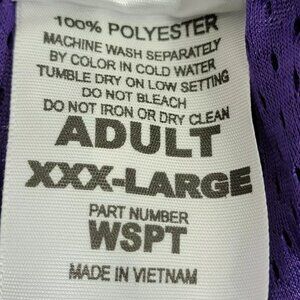 100% POLYESTER
MACHINE WASH SEPARATELY
BY COLOR IN COLD WATER
TUMBLE DRY ON LOW SETTING
DO NOT BLEACH
DO NOT IRON OR DRY CLEAN
ADULT
XXX-LARGE
PART NUMBER
WSPT
MADE IN VIETNAM